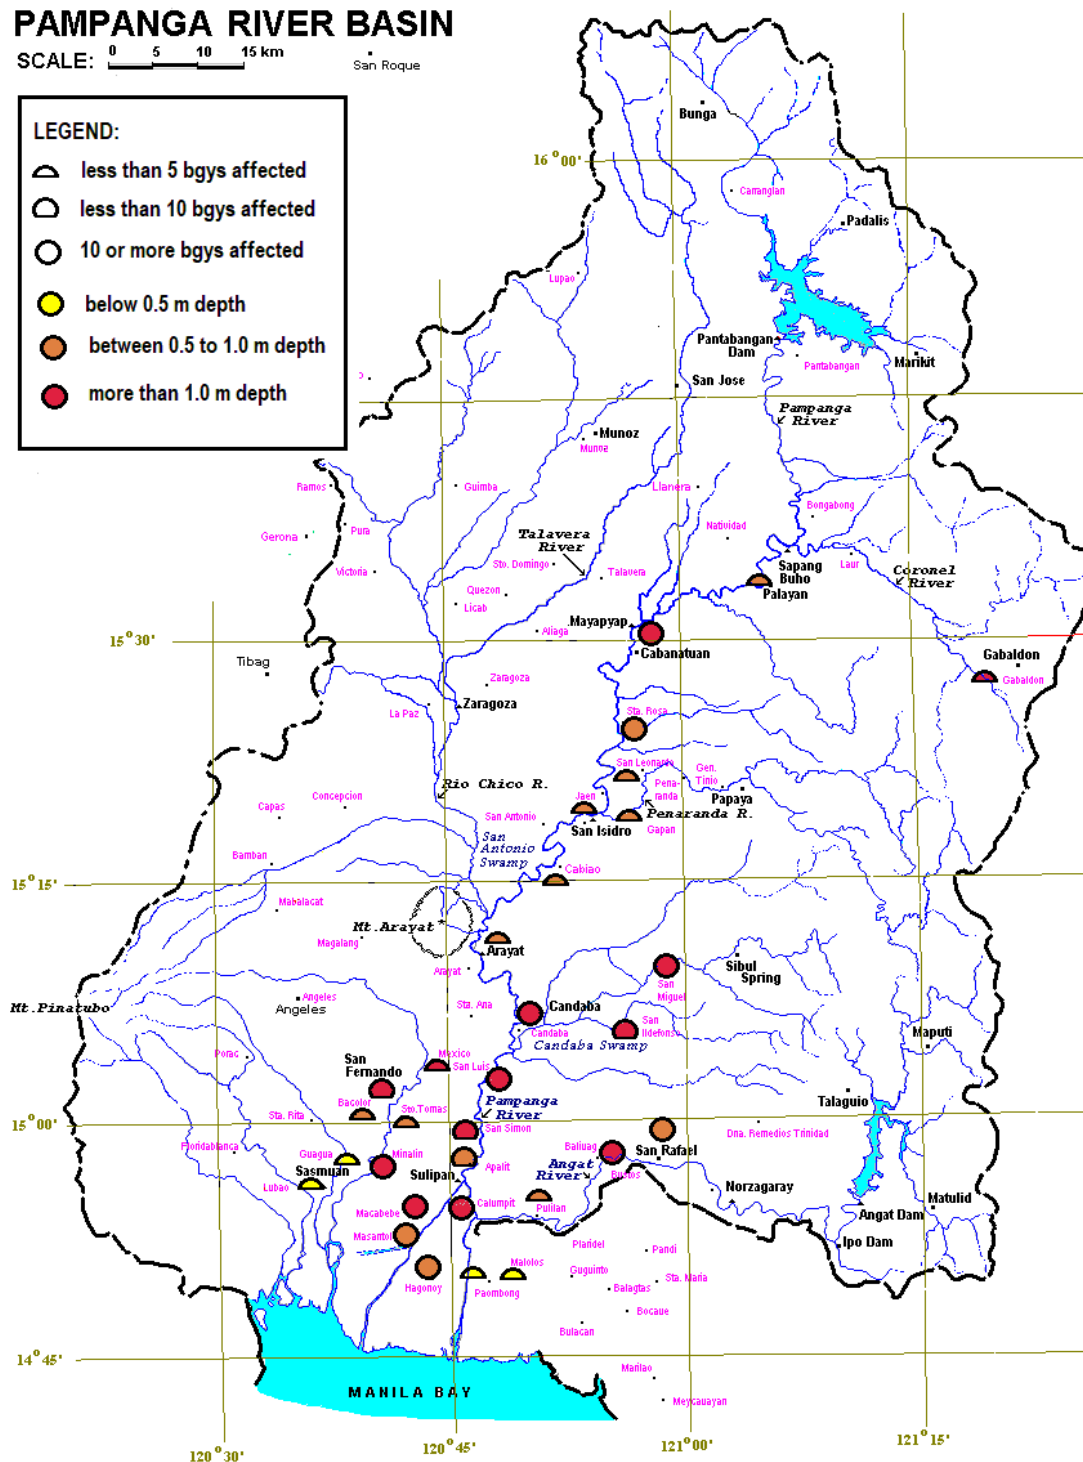 PAMPANGA RIVER BASIN
SCALE: 0 5 10 15 km
San Roque
LEGEND:
less than 5 bgys affected
less than 10 bgys affected
10 or more bgys affected
below 0.5 m depth
between 0.5 to 1.0 m depth
more than 1.0 m depth
Bunga
16°00'
Carranglan
Padalis
Lupao
Pantabangan
Dam
Marikit
Pantabangan
San Jose
Pampanga
River
Munoz
Munoz
Ramos
Guimba
Llanera
Bongabong
Natividad
Pura
Gerona
Talavera
River
Sto. Domingo
Talavera
Sapang
Buho
Laur
Coronel
River
Victoria
Quezon
Licab
Palayan
Mayapyap
Aliaga
15°30'
Cabanatuan
Gabaldon
Gabaldon
Tibag
Zaragoza
Zaragoza
La Paz
Sta. Rosa
San Leonardo
Gen.
Tinio
Pena-
randa
Papaya
Rio Chico R.
Jaen
Concepcion
Capas
San Antonio
San Isidro
Penaranda R.
Gapan
San
Antonio
Swamp
Bamban
Cabiao
15°15'
Mabalacat
Mt.Arayat
Magalang
Arayat
Arayat
Sibul
Spring
San
Miguel
Mt.Pinatubo
Angeles
Angeles
Sta. Ana
Candaba
Candaba
San
Ildefonso
Candaba Swamp
Maputi
Porac
San
Fernando
Mexico
San Luis
Talaguio
Bacolor
Sto.Tomas
Pampanga
River
Sta. Rita
15°00'
San Simon
Dna. Remedios Trinidad
Floridablanca
Guagua
Minalin
Baliuag
San Rafael
Sasmuan
Sulipan
Apalit
Angat
River
Bustos
Lubao
Norzagaray
Matulid
Macabebe
Calumpit
Pulilan
Angat Dam
Masantol
Plaridel
Pandi
Ipo Dam
Hagonoy
Malolos
Paombong
Guguinto
Sta. Maria
Balagtas
Bocaue
Bulacan
14°45'
Marilao
MANILA BAY
Meycauayan
120°30'
120°45'
121°00'
121°15'